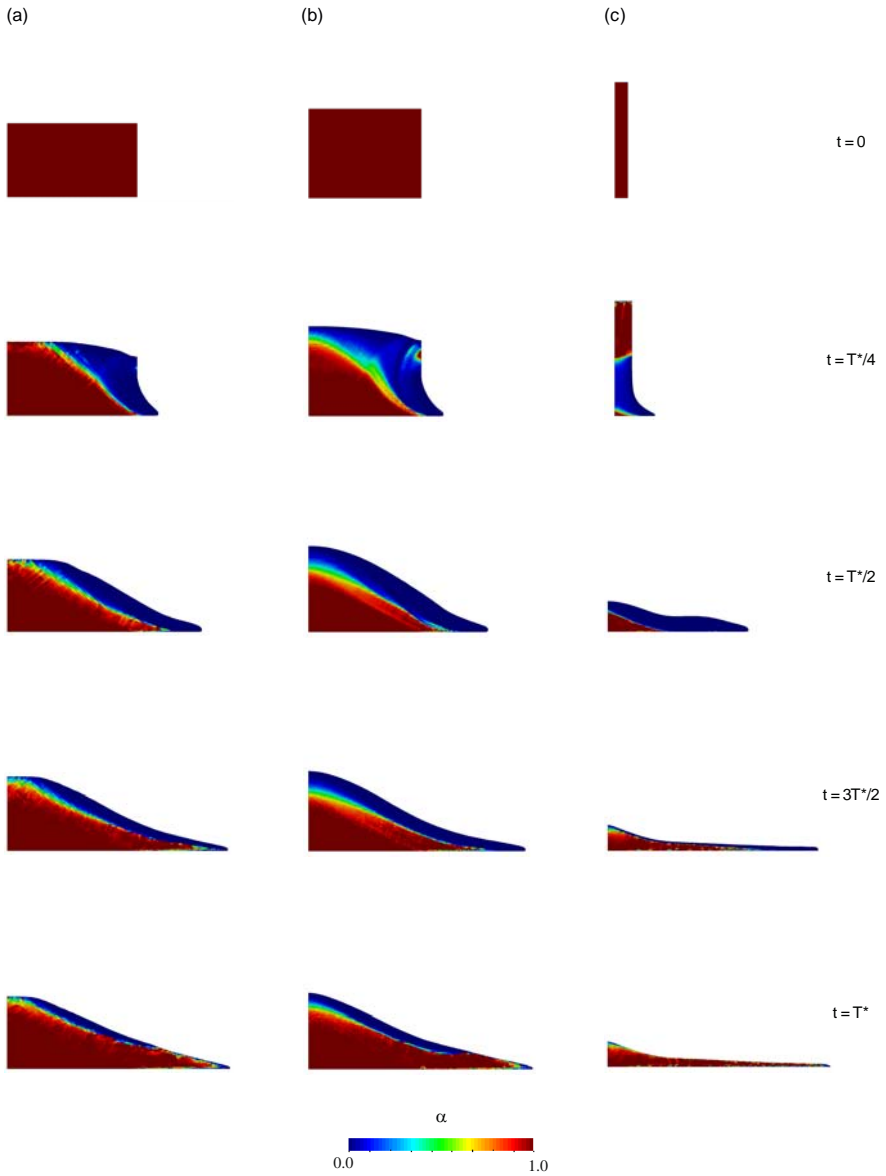 (a)
(b)
(c)
t = 0
t = T*/4
t = T*/2
t = 3T*/2
t = T*
α
0.0
1.0